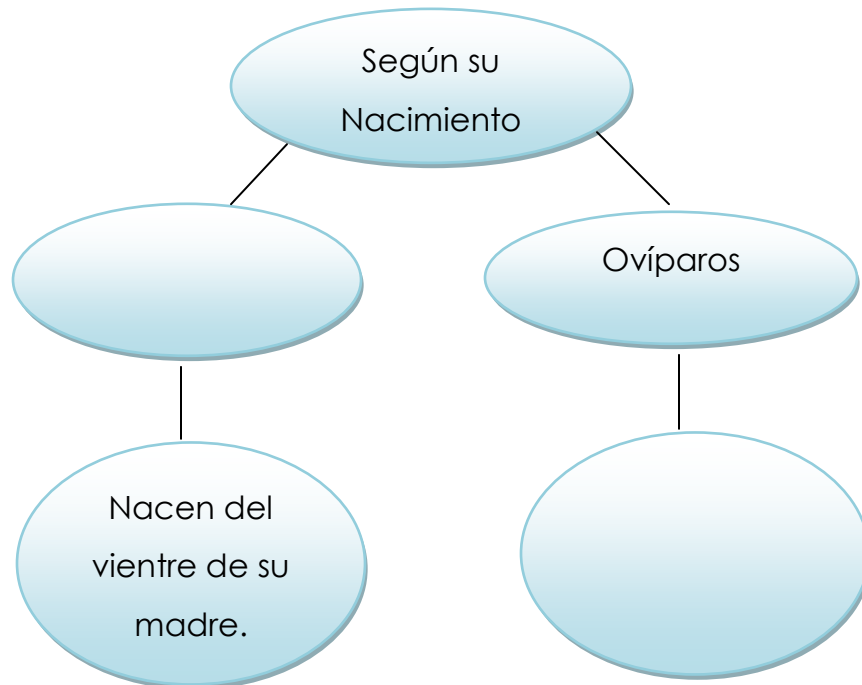 Según su
Nacimiento
Ovíparos
Nacen del
vientre de su
madre.